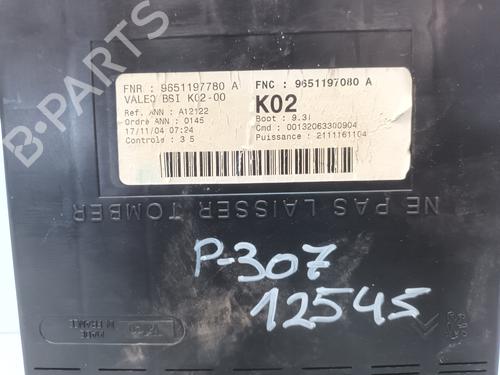 FNR : 9651197780 A
VALEO BSI K02-00
Ref. ANN : A12122
Ordre ANN : 0145
17/11/04 07:24
Controle : 3 5
FNC : 9651197080 A
K02
Boot : 9.3i
Cmd : 00132063300904
Puissance : 2111161104
NE PAS LAISSER TOMBER
P-307
12545